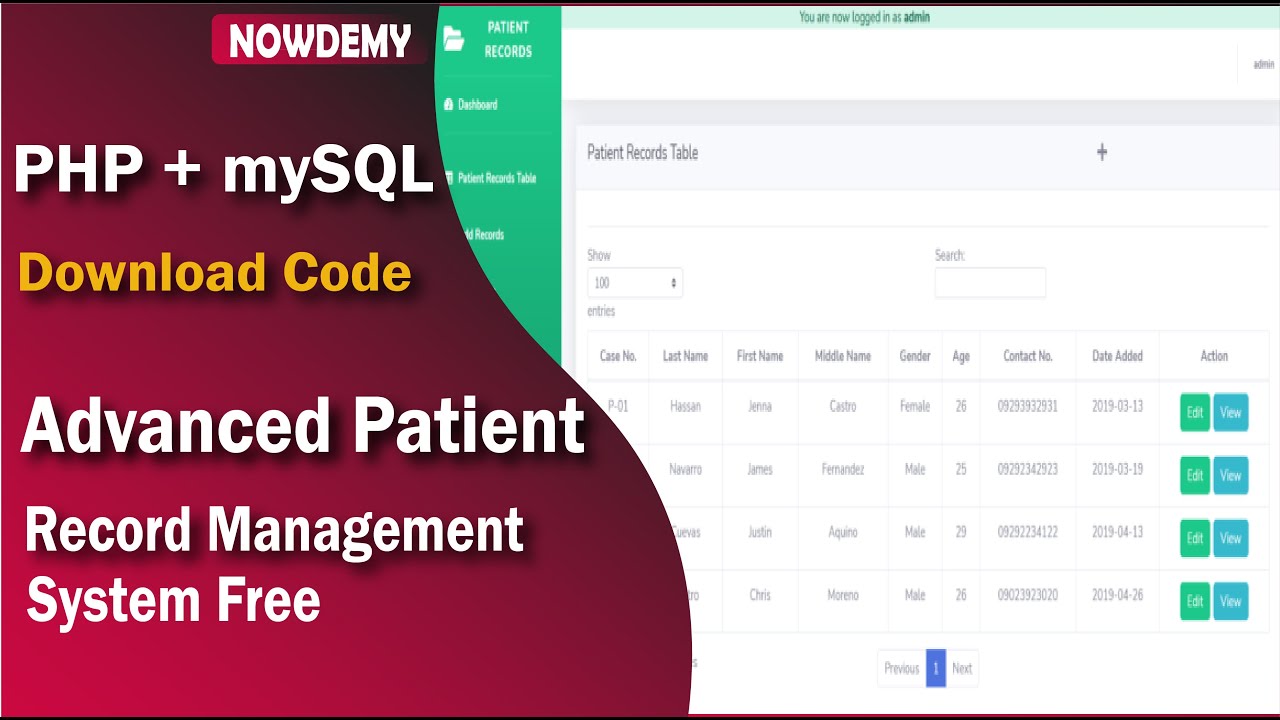 NOWDEMY
PHP + mySQL
Download Code
Advanced Patient
Record Management
System Free
PATIENT
RECORDS
Dashboard
Patient Records Table
Records
You are now logged in as admin
admin
Patient Records Table
+
Show
100
entries
Search:
Case No. Last Name First Name Middle Name Gender Age Contact No. Date Added Action
P-01 Hassan Jenna Castro Female 26 09293932931 2019-03-13 Edit View
Navarro James Fernandez Male 25 09292342923 2019-03-19 Edit View
Cuevas Justin Aquino Male 29 09292234122 2019-04-13 Edit View
Chris Moreno Male 26 09023923020 2019-04-26 Edit View
Previous 1 Next